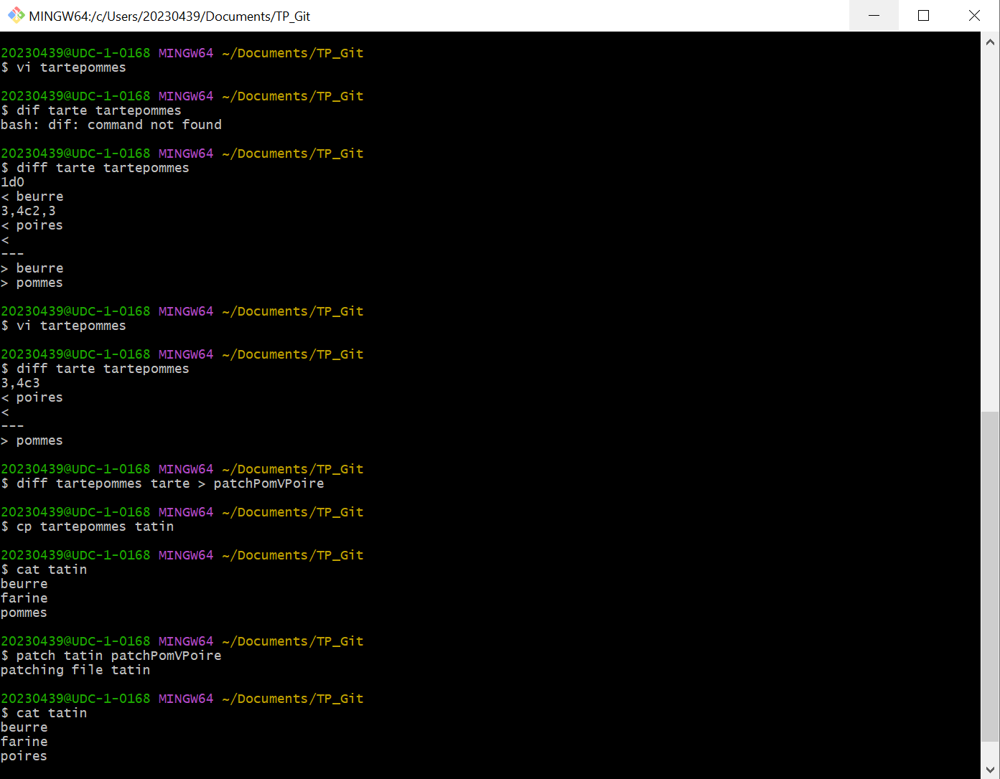 MINGW64:/c/Users/20230439/Documents/TP_Git
20230439@UDC-1-0168 MINGW64 ~/Documents/TP_Git
$ vi tartepommes
20230439@UDC-1-0168 MINGW64 ~/Documents/TP_Git
$ dif tarte tartepommes
bash: dif: command not found
20230439@UDC-1-0168 MINGW64 ~/Documents/TP_Git
$ diff tarte tartepommes
1d0
< beurre
3,4c2,3
< poires
<
---
> beurre
> pommes
20230439@UDC-1-0168 MINGW64 ~/Documents/TP_Git
$ vi tartepommes
20230439@UDC-1-0168 MINGW64 ~/Documents/TP_Git
$ diff tarte tartepommes
3,4c3
< poires
<
---
> pommes
20230439@UDC-1-0168 MINGW64 ~/Documents/TP_Git
$ diff tartepommes tarte > patchPomVPoire
20230439@UDC-1-0168 MINGW64 ~/Documents/TP_Git
$ cp tartepommes tatin
20230439@UDC-1-0168 MINGW64 ~/Documents/TP_Git
$ cat tatin
beurre
farine
pommes
20230439@UDC-1-0168 MINGW64 ~/Documents/TP_Git
$ patch tatin patchPomVPoire
patching file tatin
20230439@UDC-1-0168 MINGW64 ~/Documents/TP_Git
$ cat tatin
beurre
farine
poires